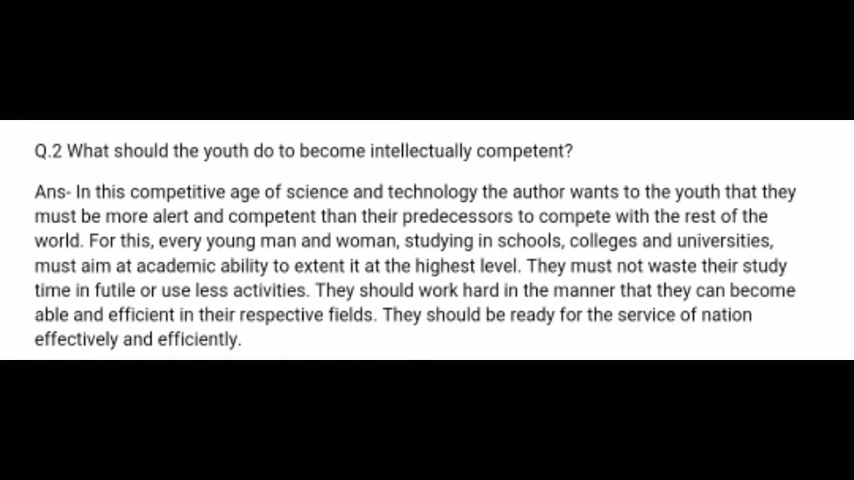 Q.2 What should the youth do to become intellectually competent?
Ans- In this competitive age of science and technology the author wants to the youth that they
must be more alert and competent than their predecessors to compete with the rest of the
world. For this, every young man and woman, studying in schools, colleges and universities,
must aim at academic ability to extent it at the highest level. They must not waste their study
time in futile or use less activities. They should work hard in the manner that they can become
able and efficient in their respective fields. They should be ready for the service of nation
effectively and efficiently.